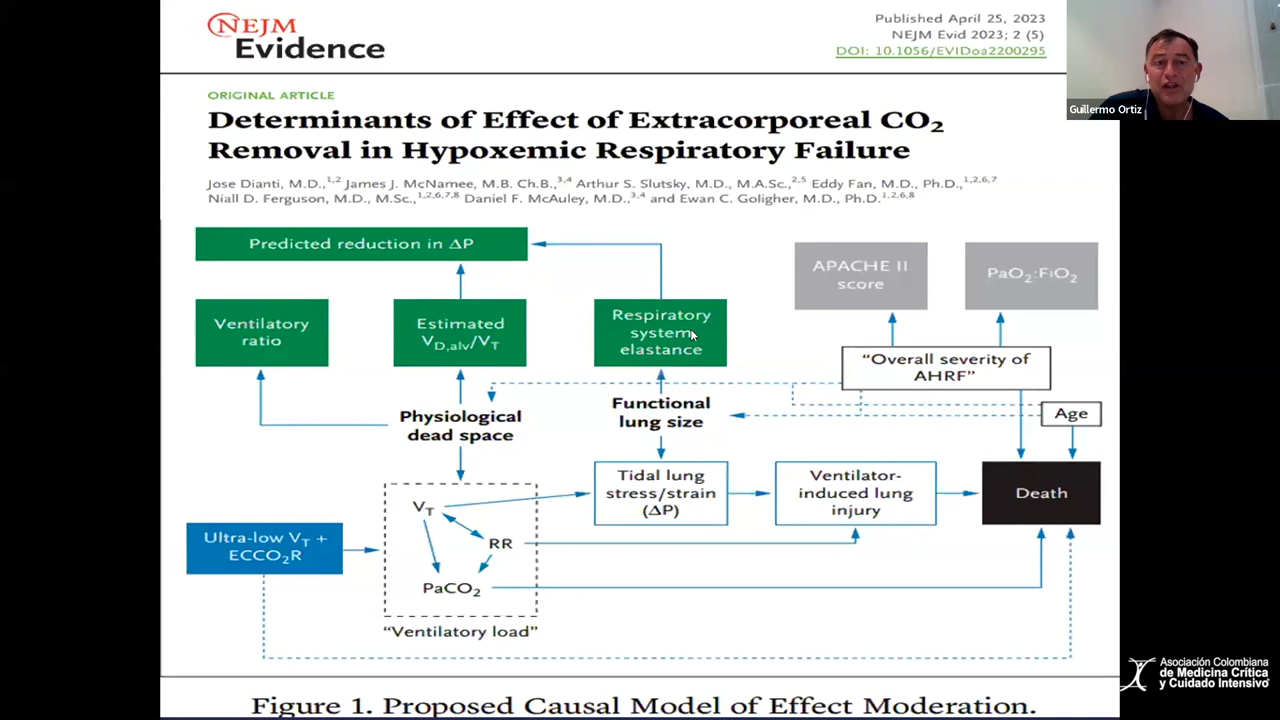 NEJM
Evidence
Published April 25, 2023
NEJM Evid 2023; 2 (5)
DOI: 10.1056/EVIDoa2200295
Guillermo Ortiz
ORIGINAL ARTICLE
Determinants of Effect of Extracorporeal CO₂
Removal in Hypoxemic Respiratory Failure
Jose Dianti, M.D.,¹,² James J. McNamee, M.B. Ch.B.,³,⁴ Arthur S. Slutsky, M.D., M.A.Sc.,²,⁵ Eddy Fan, M.D., Ph.D.,¹,²,⁶,⁷
Niall D. Ferguson, M.D., M.Sc.,¹,²,⁶,⁷,⁸ Daniel F. McAuley, M.D.,³,⁴ and Ewan C. Goligher, M.D., Ph.D.¹,²,⁶,⁸
Predicted reduction in ΔP
APACHE II
score
PaO₂:FiO₂
Ventilatory
ratio
Estimated
V_D,alv/V_T
Respiratory
system
elastance
"Overall severity of
AHRF"
Physiological
dead space
Functional
lung size
Age
Tidal lung
stress/strain
(ΔP)
Ventilator-
induced lung
injury
Death
Ultra-low V_T +
ECCO₂R
V_T
RR
PaCO₂
"Ventilatory load"
Figure 1. Proposed Causal Model of Effect Moderation.
Asociación Colombiana
de Medicina Crítica
y Cuidado Intensivo